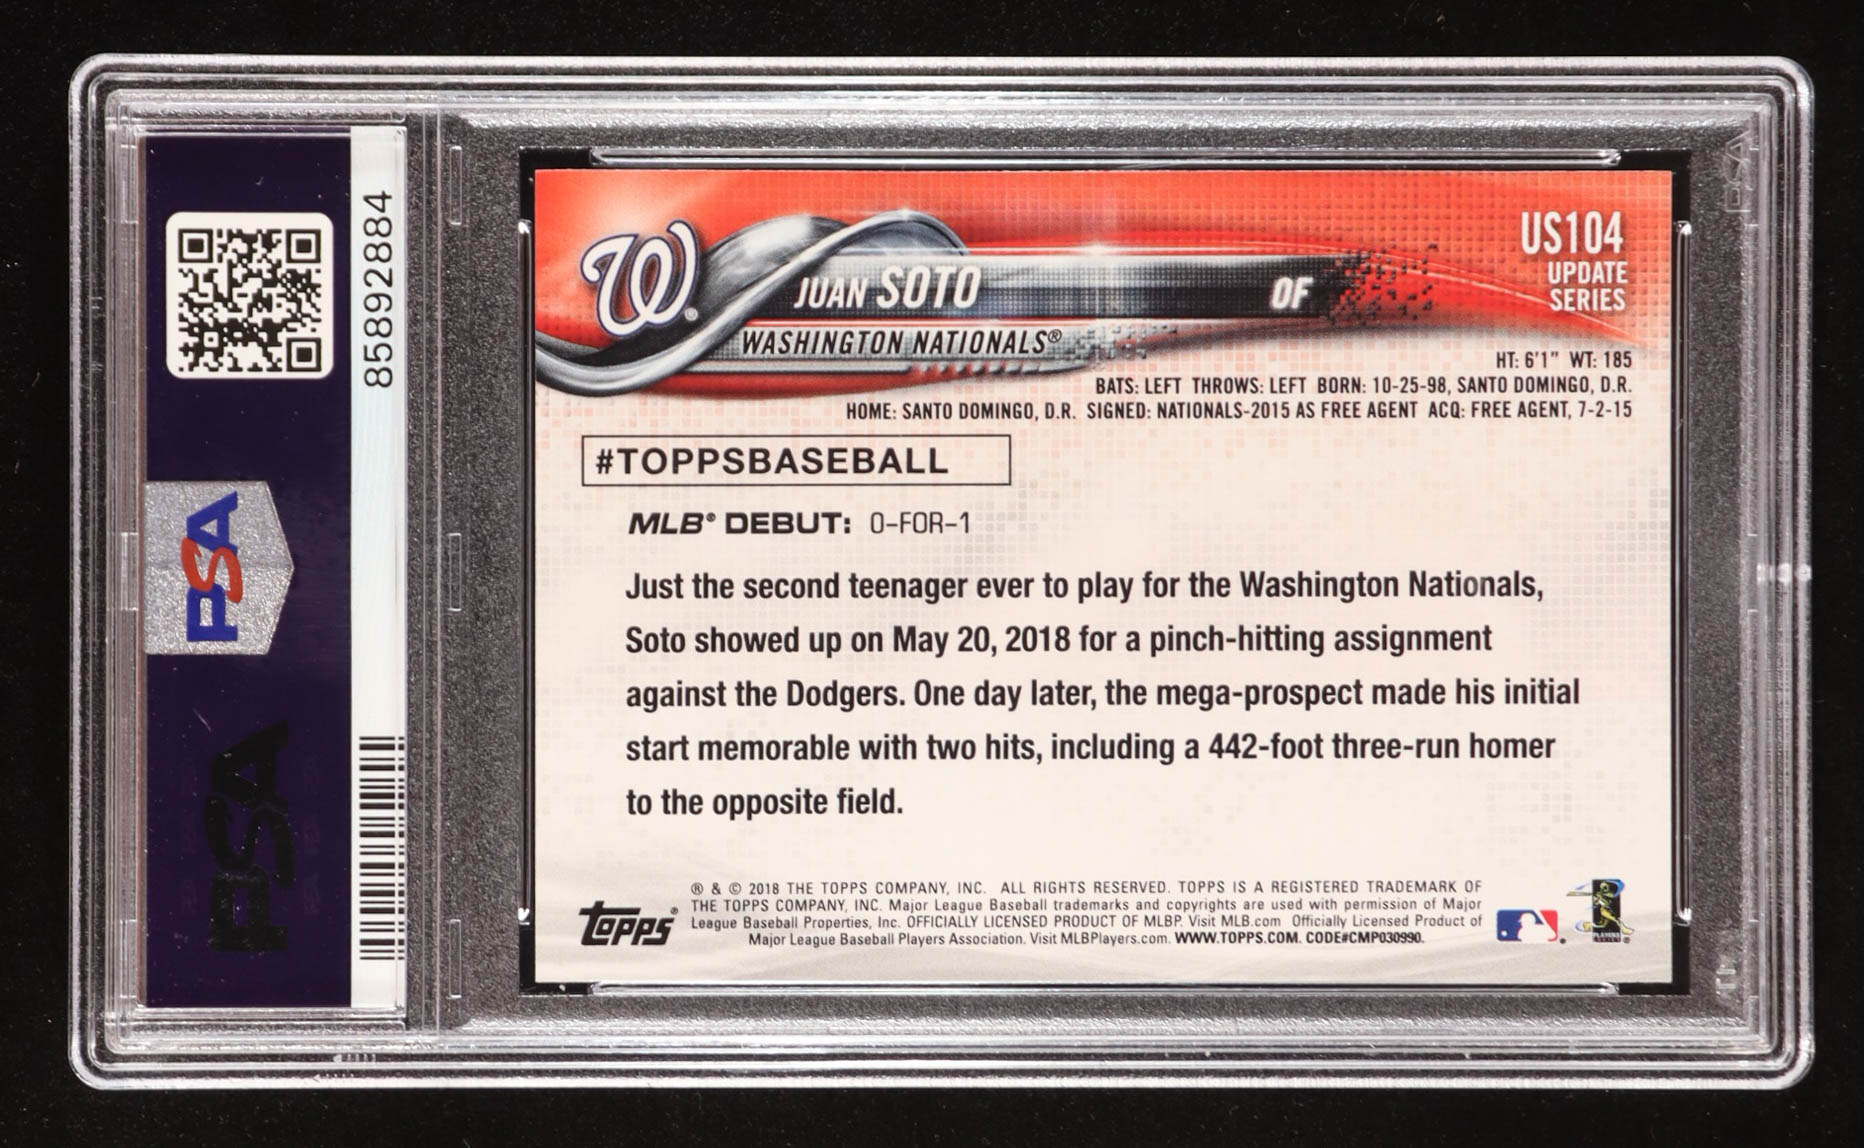 85892884
PSA
PSA
W®
JUAN SOTO
OF
WASHINGTON NATIONALS®
US104
UPDATE
SERIES
HT: 6'1" WT: 185
BATS: LEFT THROWS: LEFT BORN: 10-25-98, SANTO DOMINGO, D.R.
HOME: SANTO DOMINGO, D.R. SIGNED: NATIONALS-2015 AS FREE AGENT ACQ: FREE AGENT, 7-2-15
#TOPPSBASEBALL
MLB® DEBUT: 0-FOR-1
Just the second teenager ever to play for the Washington Nationals,
Soto showed up on May 20, 2018 for a pinch-hitting assignment
against the Dodgers. One day later, the mega-prospect made his initial
start memorable with two hits, including a 442-foot three-run homer
to the opposite field.
topps®
® & © 2018 THE TOPPS COMPANY, INC. ALL RIGHTS RESERVED. TOPPS IS A REGISTERED TRADEMARK OF
THE TOPPS COMPANY, INC. Major League Baseball trademarks and copyrights are used with permission of Major
League Baseball Properties, Inc. OFFICIALLY LICENSED PRODUCT OF MLBP. Visit MLB.com Officially Licensed Product of
Major League Baseball Players Association. Visit MLBPlayers.com. WWW.TOPPS.COM. CODE#CMP030990.